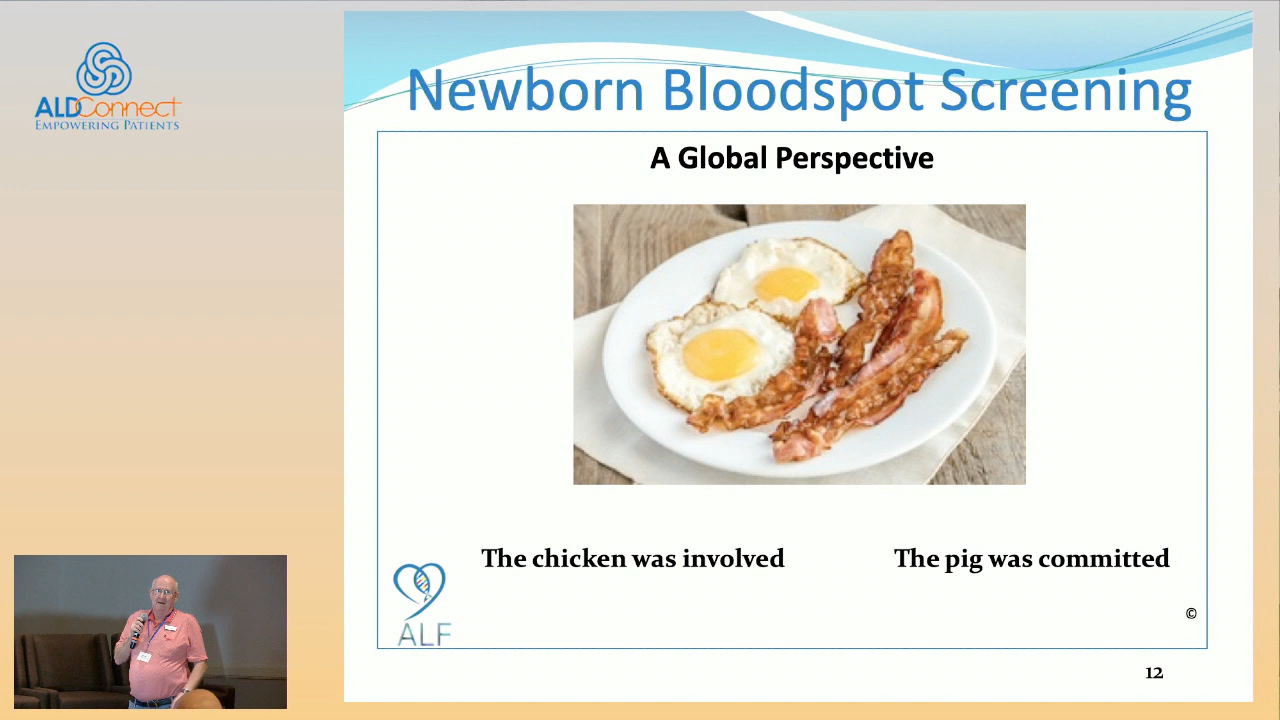 ALDConnect
EMPOWERING PATIENTS
Newborn Bloodspot Screening
A Global Perspective
The chicken was involved
The pig was committed
©
ALF
12